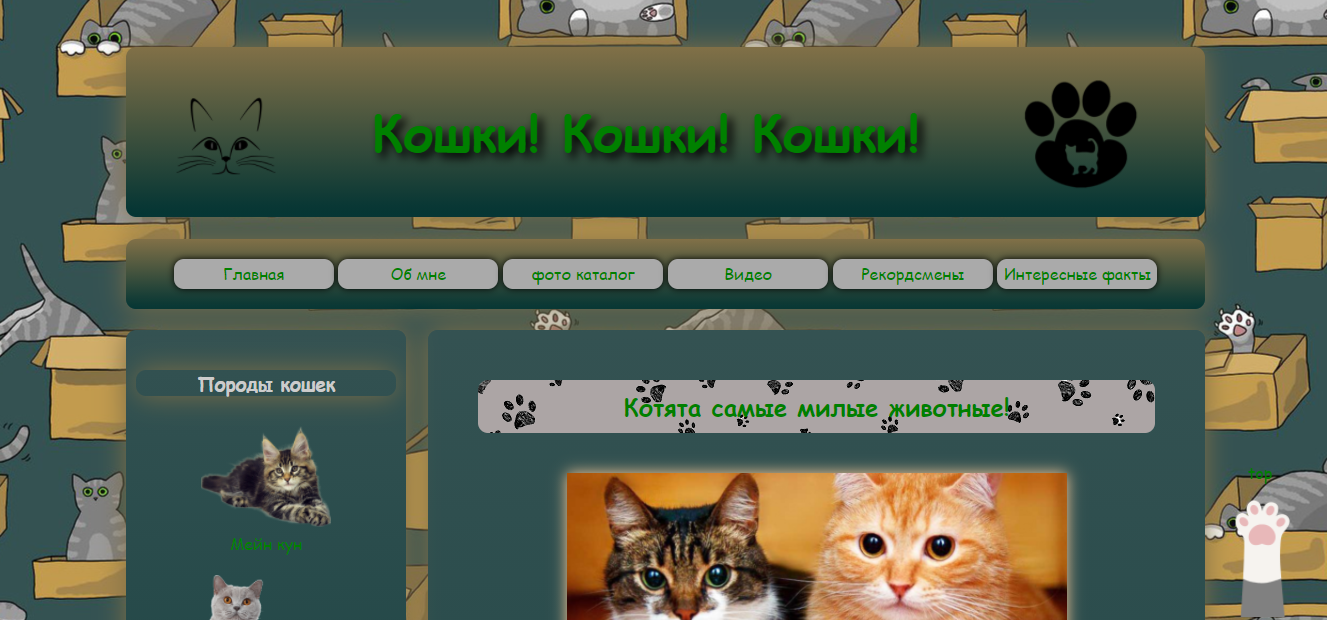 Кошки! Кошки! Кошки!
Главная
Об мне
фото каталог
Видео
Рекордсмены
Интересные факты
Породы кошек
Котята самые милые животные!
Мейн кун
top